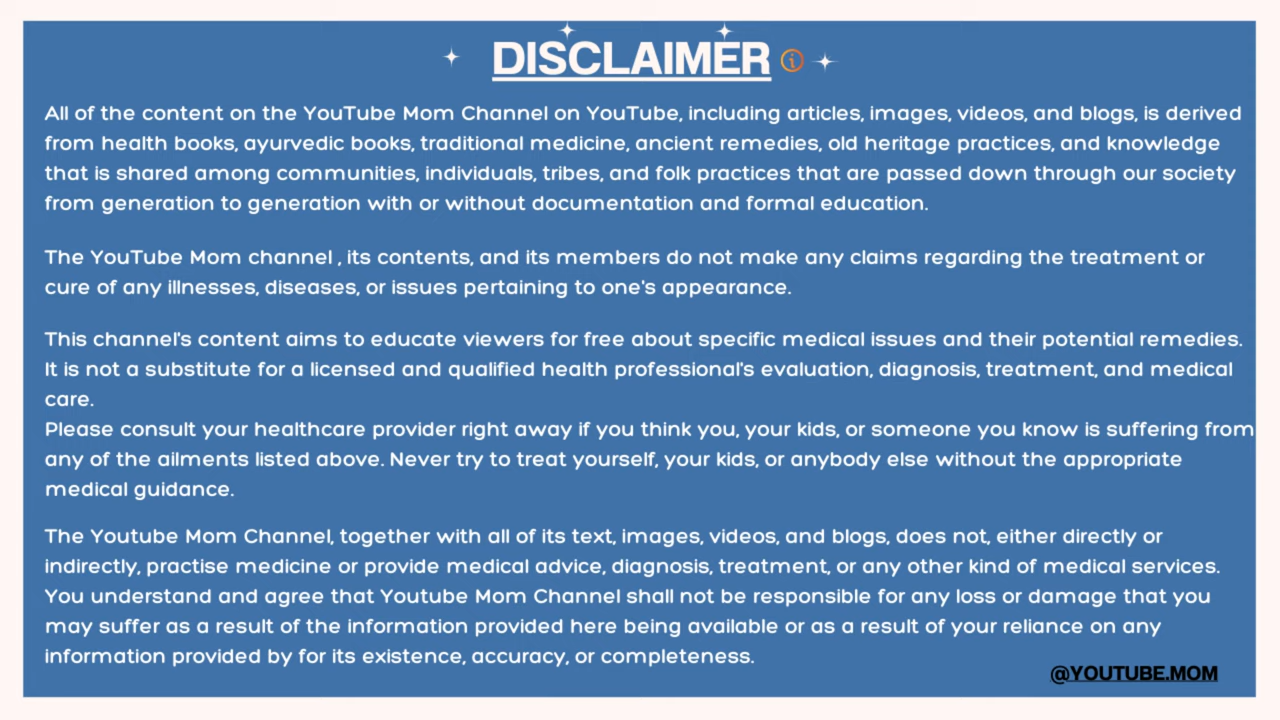 DISCLAIMER
All of the content on the YouTube Mom Channel on YouTube, including articles, images, videos, and blogs, is derived
from health books, ayurvedic books, traditional medicine, ancient remedies, old heritage practices, and knowledge
that is shared among communities, individuals, tribes, and folk practices that are passed down through our society
from generation to generation with or without documentation and formal education.
The YouTube Mom channel , its contents, and its members do not make any claims regarding the treatment or
cure of any illnesses, diseases, or issues pertaining to one's appearance.
This channel's content aims to educate viewers for free about specific medical issues and their potential remedies.
It is not a substitute for a licensed and qualified health professional's evaluation, diagnosis, treatment, and medical
care.
Please consult your healthcare provider right away if you think you, your kids, or someone you know is suffering from
any of the ailments listed above. Never try to treat yourself, your kids, or anybody else without the appropriate
medical guidance.
The Youtube Mom Channel, together with all of its text, images, videos, and blogs, does not, either directly or
indirectly, practise medicine or provide medical advice, diagnosis, treatment, or any other kind of medical services.
You understand and agree that Youtube Mom Channel shall not be responsible for any loss or damage that you
may suffer as a result of the information provided here being available or as a result of your reliance on any
information provided by for its existence, accuracy, or completeness.
@YOUTUBE.MOM